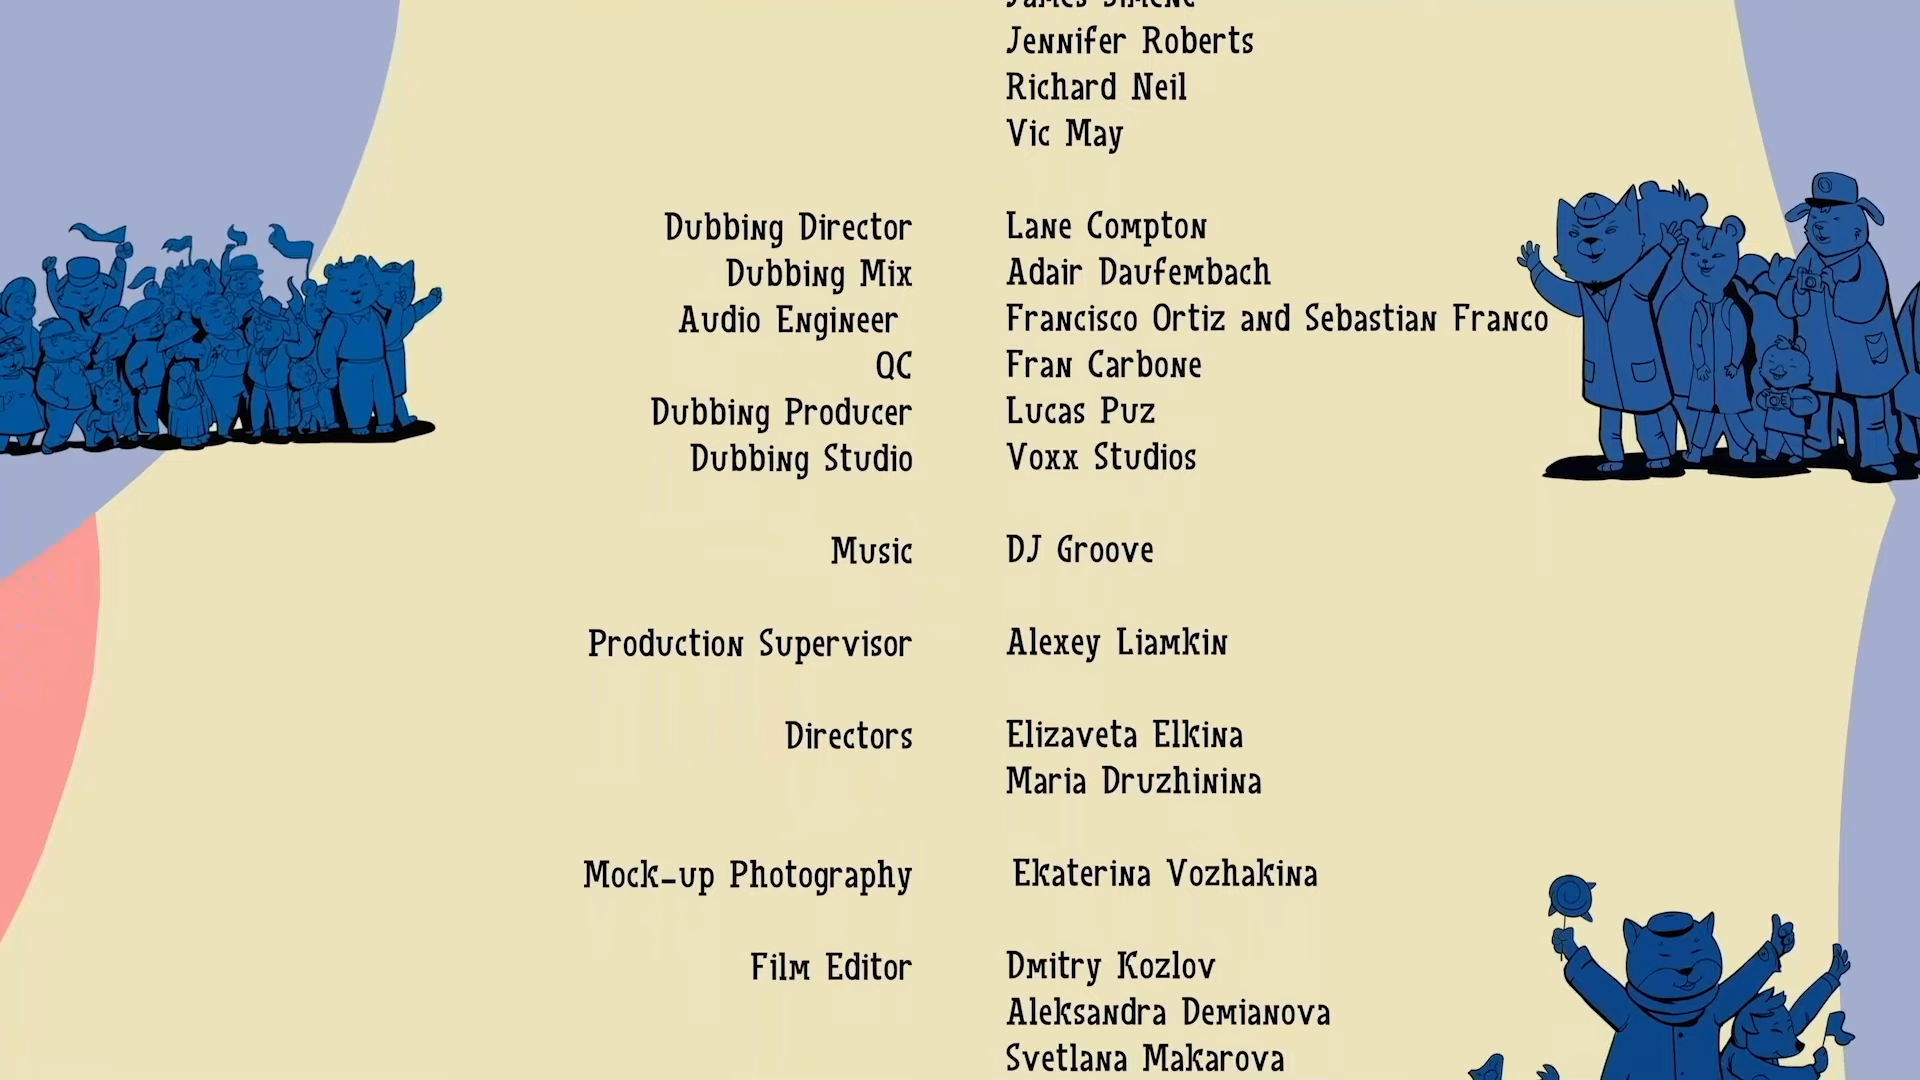 Jennifer Roberts
Richard Neil
Vic May
Dubbing Director Lane Compton
Dubbing Mix Adair Daufembach
Audio Engineer Francisco Ortiz and Sebastian Franco
QC Fran Carbone
Dubbing Producer Lucas Puz
Dubbing Studio Voxx Studios
Music DJ Groove
Production Supervisor Alexey Liamkin
Directors Elizaveta Elkina
Maria Druzhinina
Mock-up Photography Ekaterina Vozhakina
Film Editor Dmitry Kozlov
Aleksandra Demianova
Svetlana Makarova